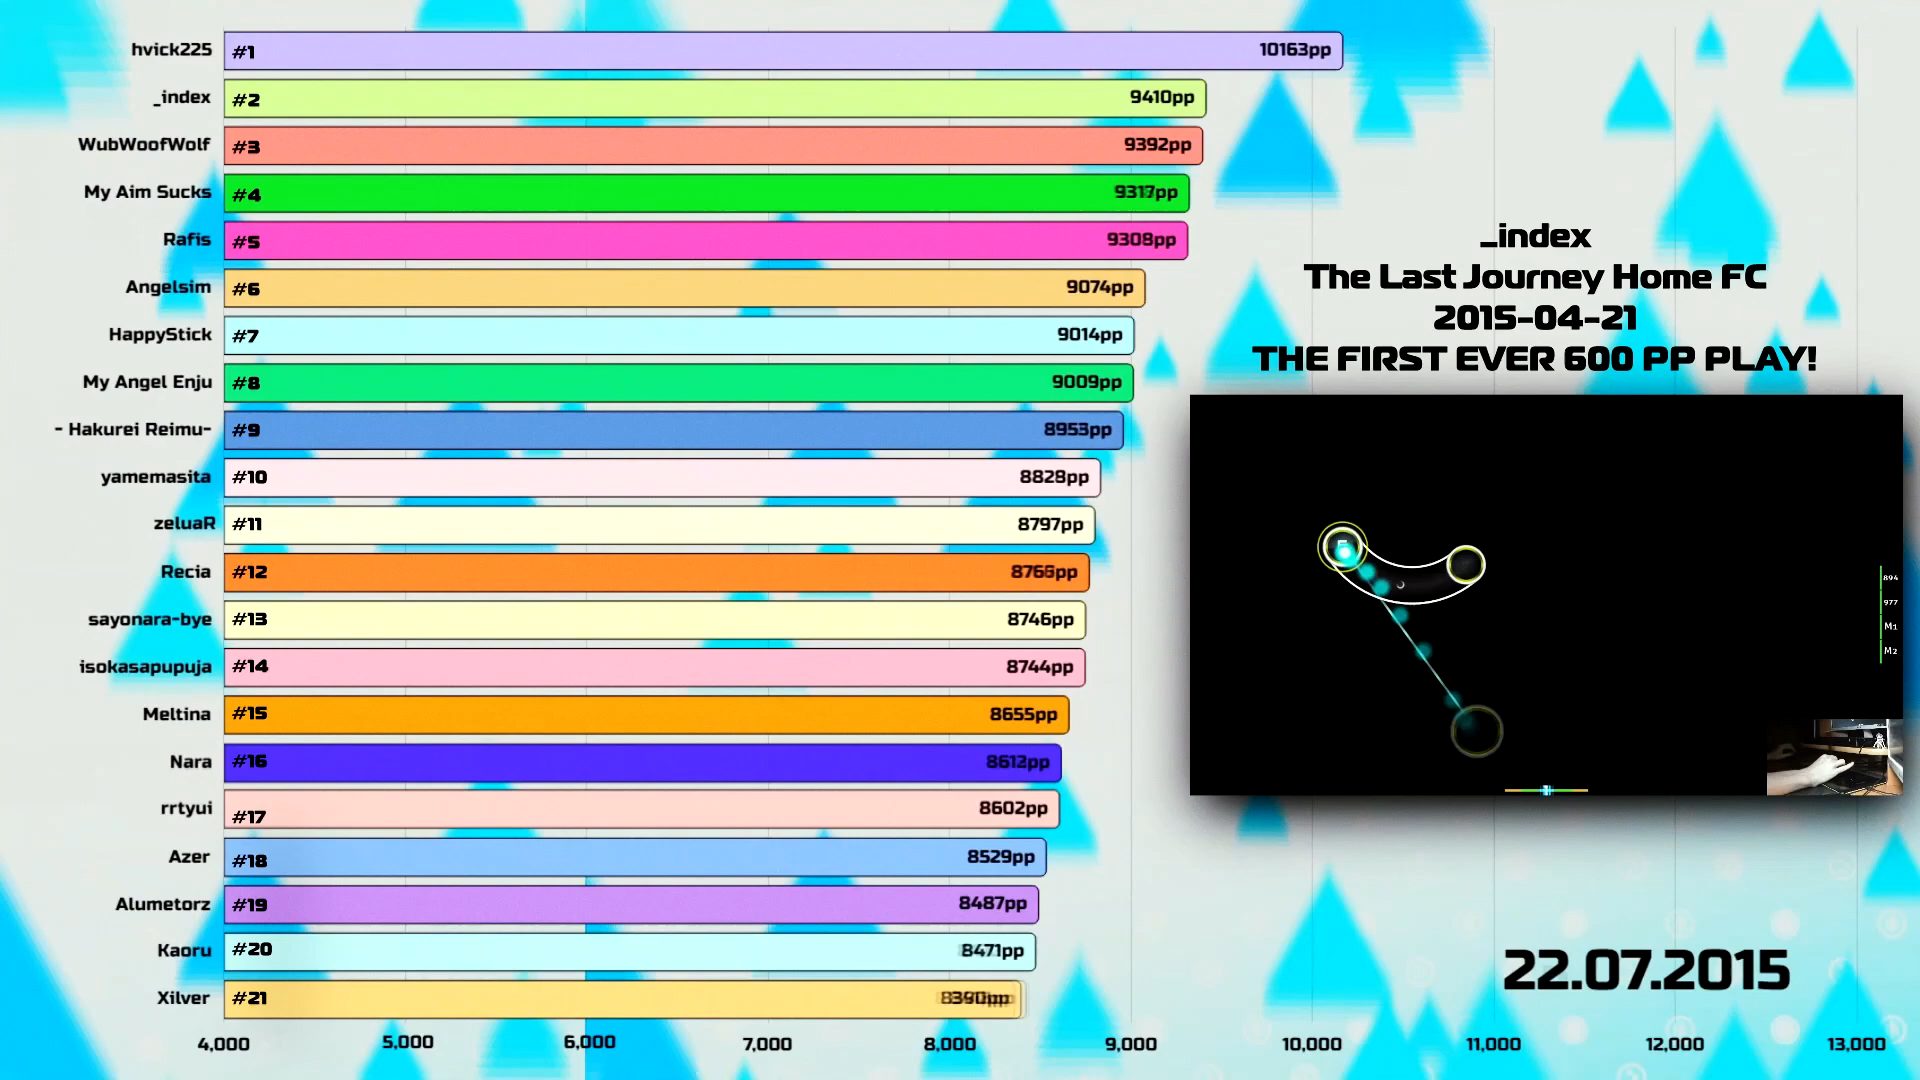 hvick225 #1 10163pp
_index #2 9410pp
WubWoofWolf #3 9392pp
My Aim Sucks #4 9317pp
Rafis #5 9308pp
Angelsim #6 9074pp
HappyStick #7 9014pp
My Angel Enju #8 9009pp
- Hakurei Reimu- #9 8953pp
yamemasita #10 8828pp
zeluaR #11 8797pp
Recia #12
sayonara-bye #13 8746pp
isokasapupuja #14 8744pp
Meltina #15 8655pp
Nara #16 8612pp
rrtyui #17 8602pp
Azer #18 8529pp
Alumetorz #19 8487pp
Kaoru #20 8471pp
Xilver #21
4,000 5,000 6,000 7,000 8,000 9,000 10,000 11,000 12,000 13,000
_index
The Last Journey Home FC
2015-04-21
THE FIRST EVER 600 PP PLAY!
894
977
M1
M2
22.07.2015